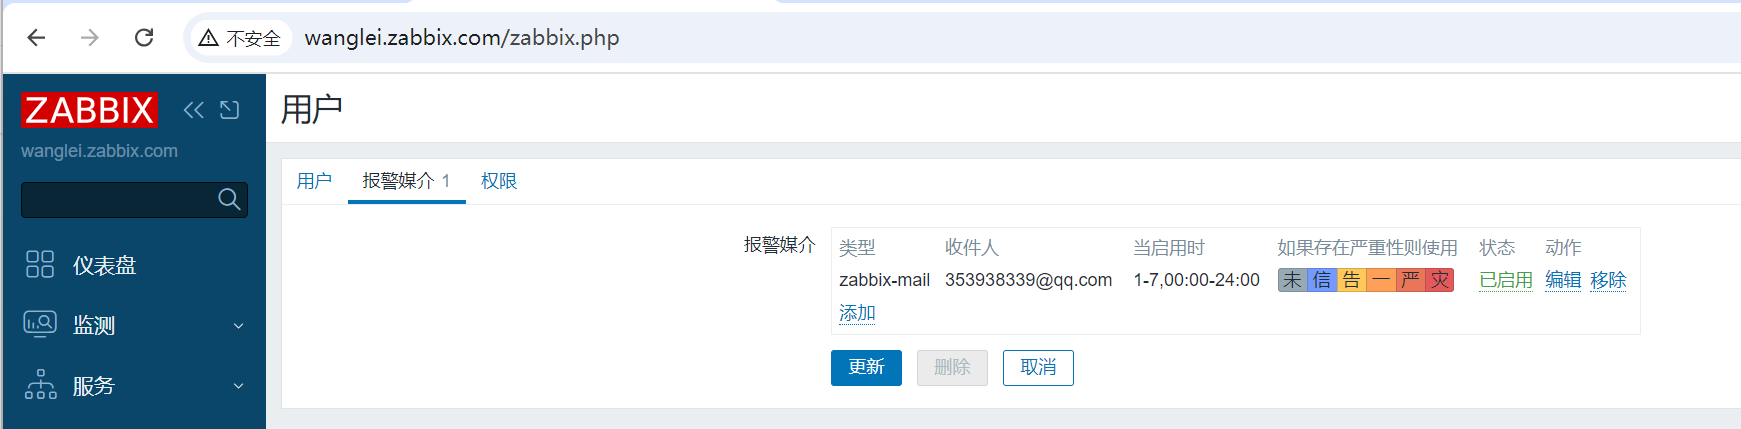 不安全 wanglei.zabbix.com/zabbix.php
ZABBIX
wanglei.zabbix.com
仪表盘
监测
服务
用户
用户 报警媒介 1 权限
报警媒介 类型 收件人 当启用时 如果存在严重性则使用 状态 动作
zabbix-mail 353938339@qq.com 1-7,00:00-24:00 未 信 告 一 严 灾 已启用 编辑 移除
添加
更新 删除 取消